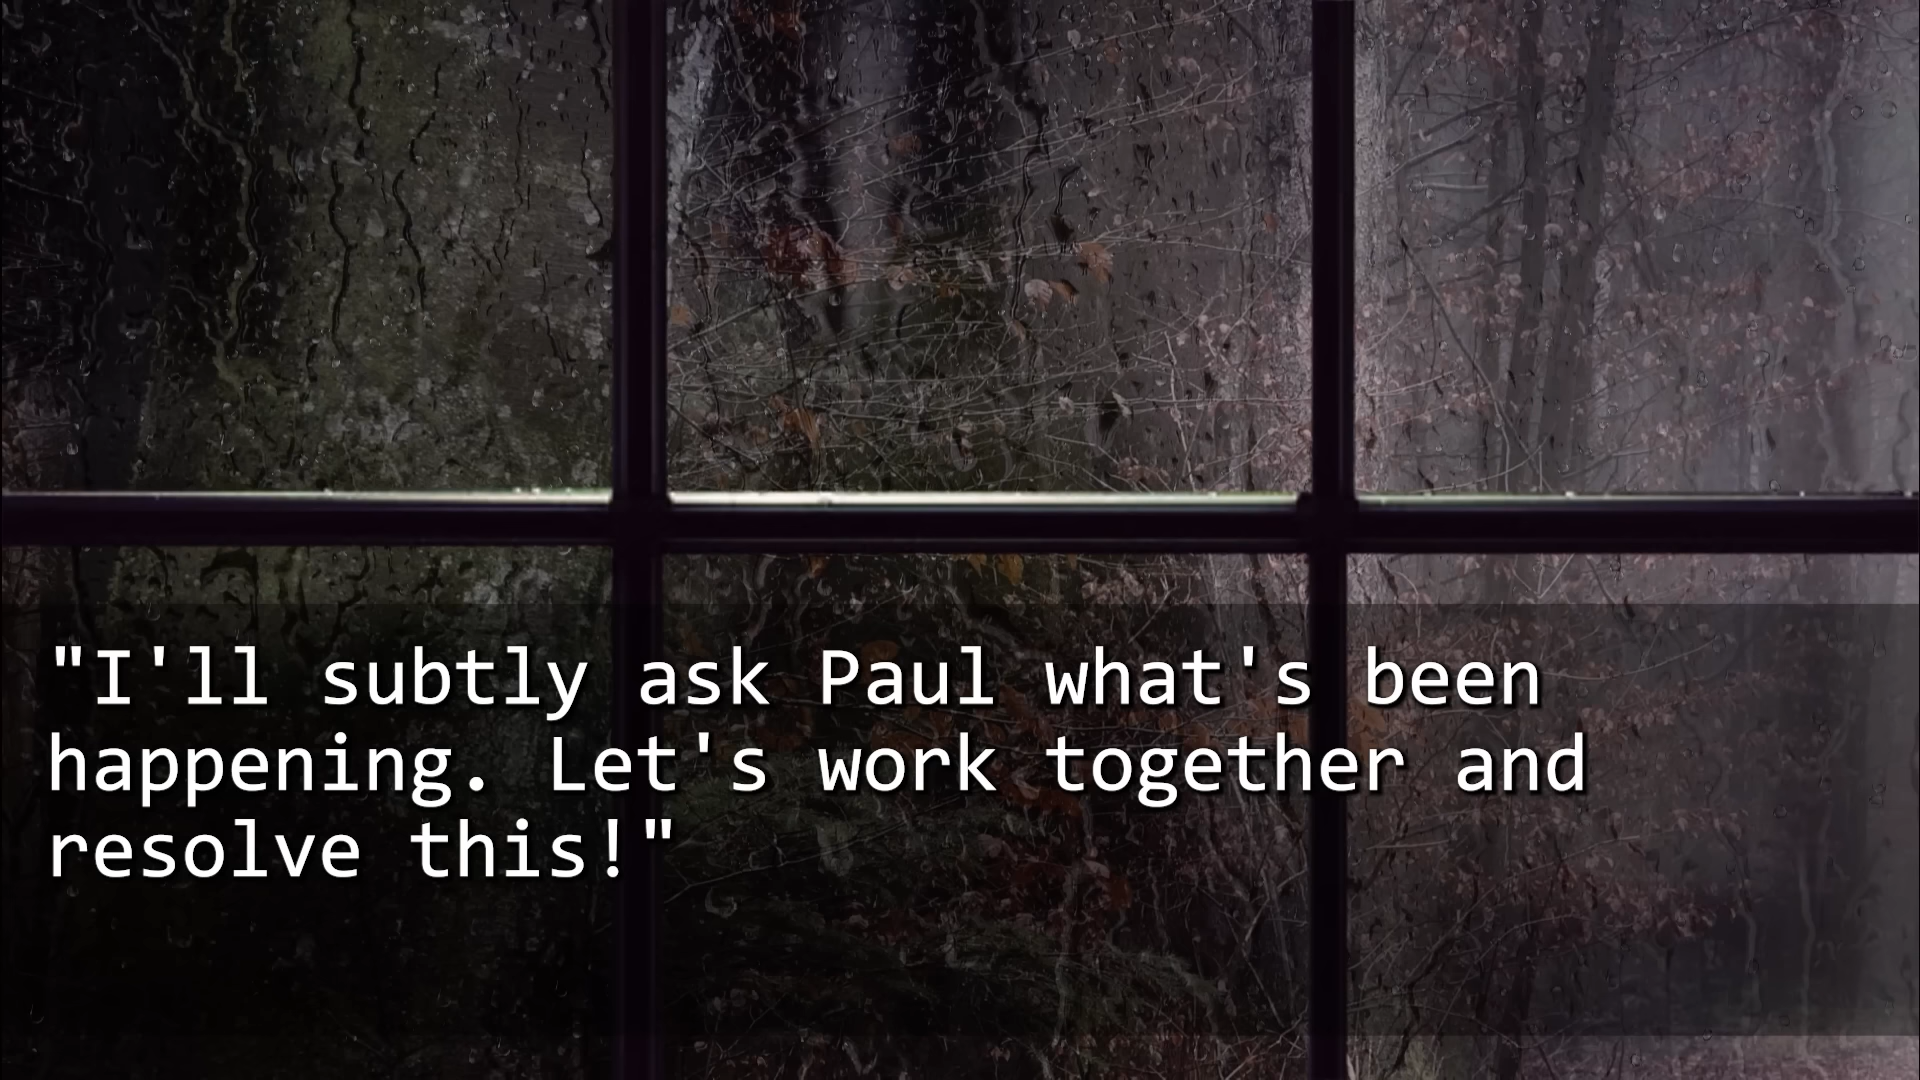 "I'll subtly ask Paul what's been
happening. Let's work together and
resolve this!"